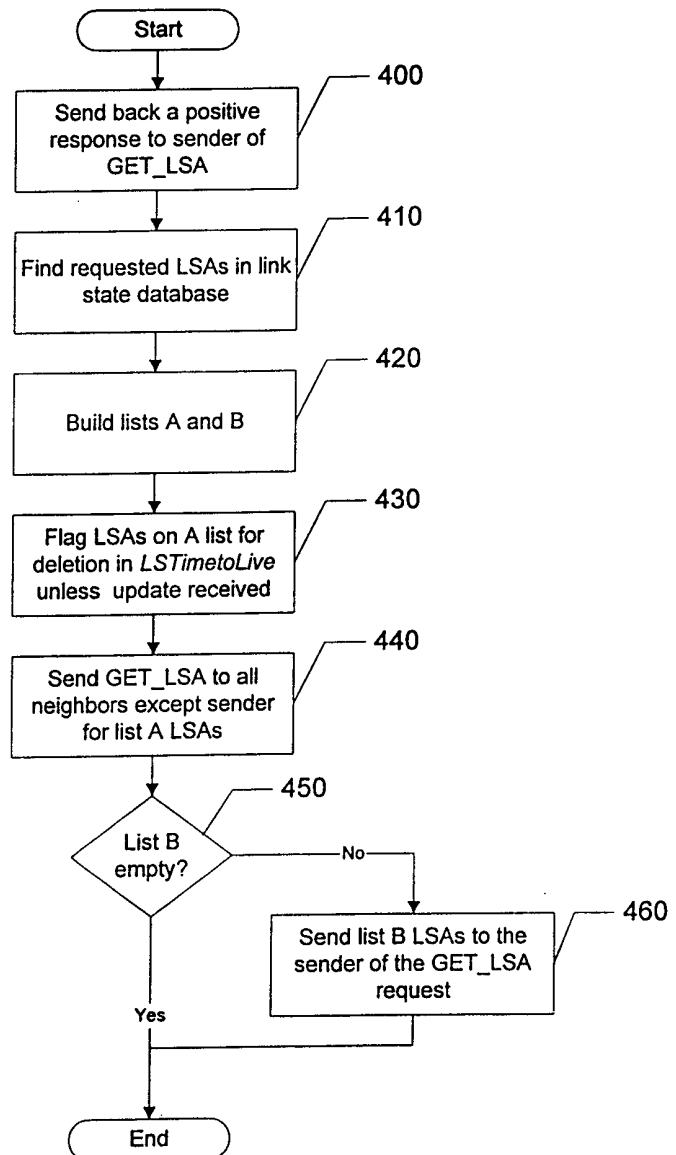 Start
400
Send back a positive
response to sender of
GET_LSA
410
Find requested LSAs in link
state database
420
Build lists A and B
430
Flag LSAs on A list for
deletion in LSTimetoLive
unless update received
440
Send GET_LSA to all
neighbors except sender
for list A LSAs
450
List B
empty?
No
460
Send list B LSAs to the
sender of the GET_LSA
request
Yes
End